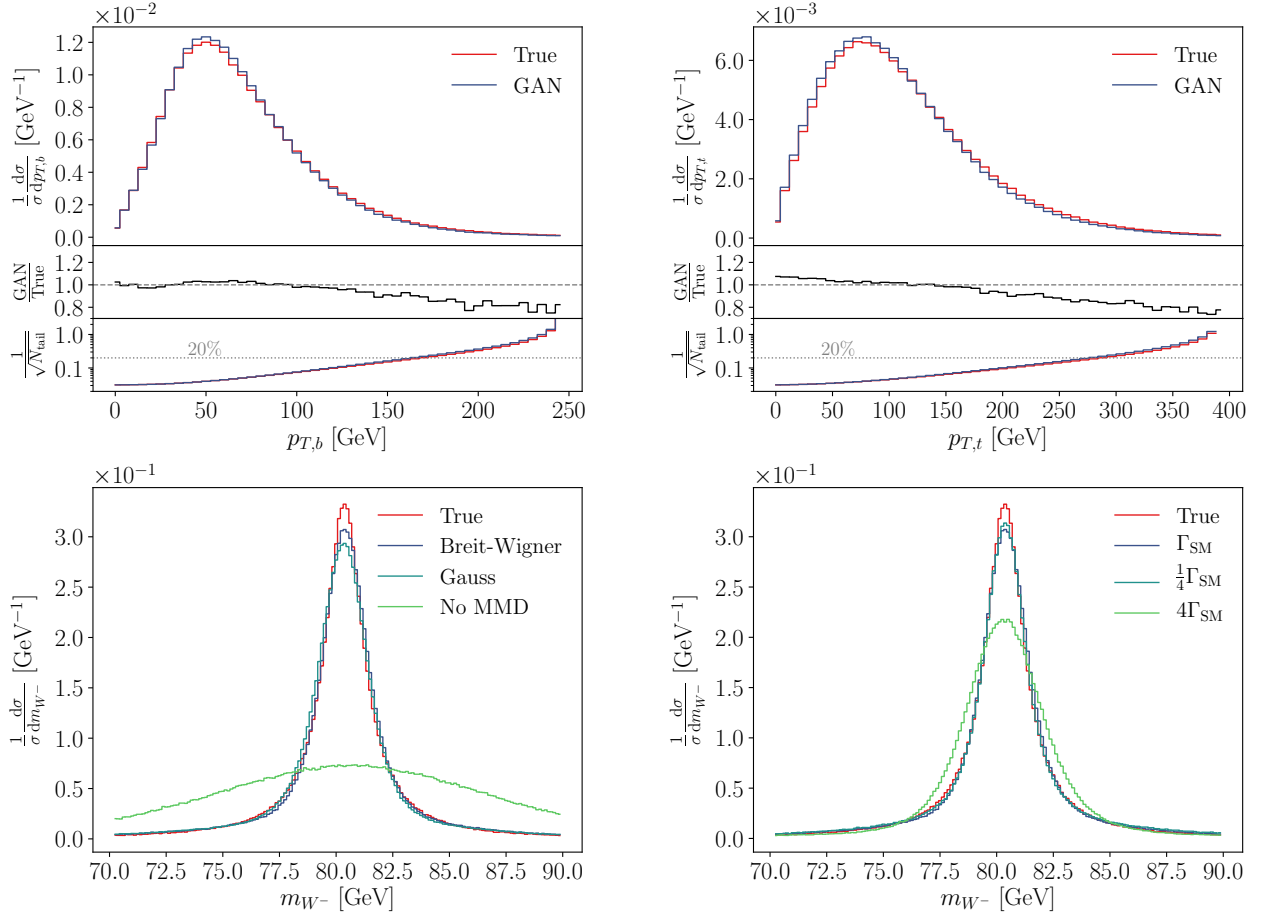 ×10⁻²
1.2
1.0
0.8
0.6
0.4
0.2
0.0
1/σ dσ/dp_{T,b} [GeV⁻¹]
True
GAN
1.2
1.0
0.8
GAN/True
1.0
0.1
1/√N_tail
20%
0 50 100 150 200 250
p_{T,b} [GeV]
×10⁻³
6.0
4.0
2.0
0.0
1/σ dσ/dp_{T,t} [GeV⁻¹]
True
GAN
1.2
1.0
0.8
GAN/True
1.0
0.1
1/√N_tail
20%
0 50 100 150 200 250 300 350 400
p_{T,t} [GeV]
×10⁻¹
3.0
2.5
2.0
1.5
1.0
0.5
0.0
1/σ dσ/dm_{W⁻} [GeV⁻¹]
True
Breit-Wigner
Gauss
No MMD
70.0 72.5 75.0 77.5 80.0 82.5 85.0 87.5 90.0
m_{W⁻} [GeV]
×10⁻¹
3.0
2.5
2.0
1.5
1.0
0.5
0.0
1/σ dσ/dm_{W⁻} [GeV⁻¹]
True
Γ_SM
¼Γ_SM
4Γ_SM
70.0 72.5 75.0 77.5 80.0 82.5 85.0 87.5 90.0
m_{W⁻} [GeV]